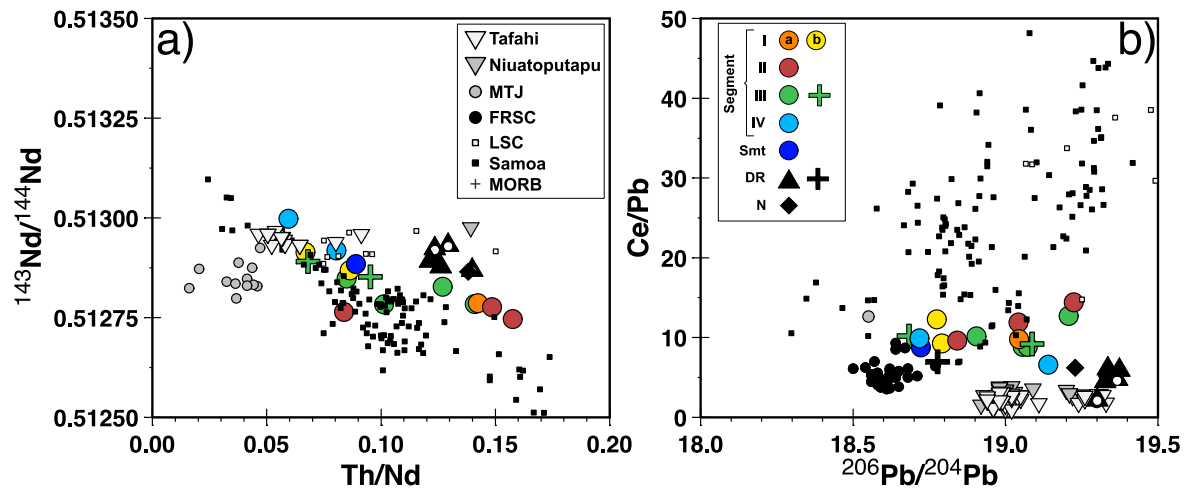 a)
0.51350
0.51325
0.51300
0.51275
0.51250
143Nd/144Nd
0.00
0.05
0.10
0.15
0.20
Th/Nd
Tafahi
Niuatoputapu
MTJ
FRSC
LSC
Samoa
MORB
b)
50
40
30
20
10
0
Ce/Pb
18.0
18.5
19.0
19.5
206Pb/204Pb
Segment
I a b
II
III
IV
Smt
DR
N